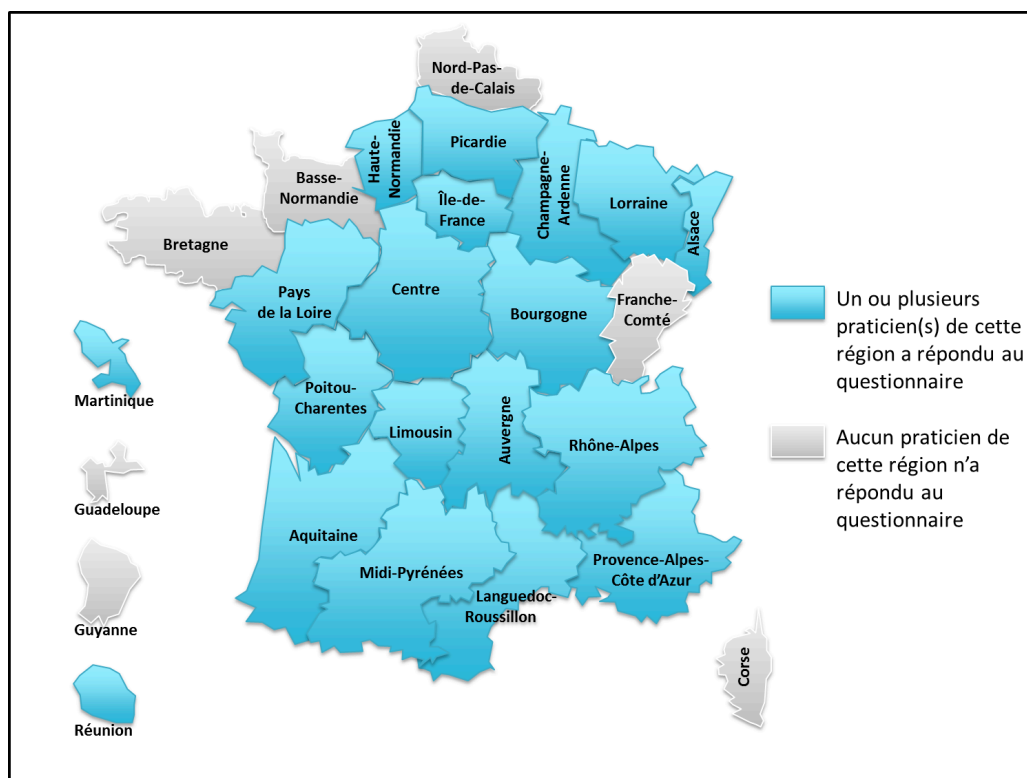 Nord-Pas-
de-Calais
Picardie
Haute-
Normandie
Basse-
Normandie
Île-de-
France
Champagne-
Ardenne
Lorraine
Alsace
Bretagne
Pays
de la Loire
Centre
Bourgogne
Franche-
Comté
Poitou-
Charentes
Limousin
Auvergne
Rhône-Alpes
Aquitaine
Midi-Pyrénées
Languedoc-
Roussillon
Provence-Alpes-
Côte d'Azur
Corse
Martinique
Guadeloupe
Guyanne
Réunion
Un ou plusieurs
praticien(s) de cette
région a répondu au
questionnaire
Aucun praticien de
cette région n'a
répondu au
questionnaire